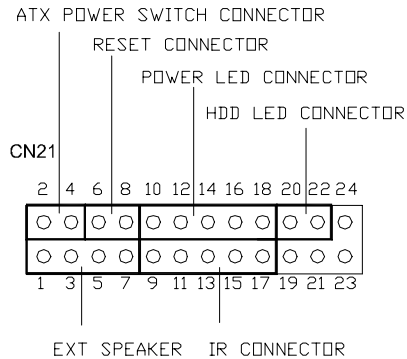 ATX POWER SWITCH CONNECTOR
RESET CONNECTOR
POWER LED CONNECTOR
HDD LED CONNECTOR
CN21
2 4 6 8 10 12 14 16 18 20 22 24
1 3 5 7 9 11 13 15 17 19 21 23
EXT SPEAKER IR CONNECTOR